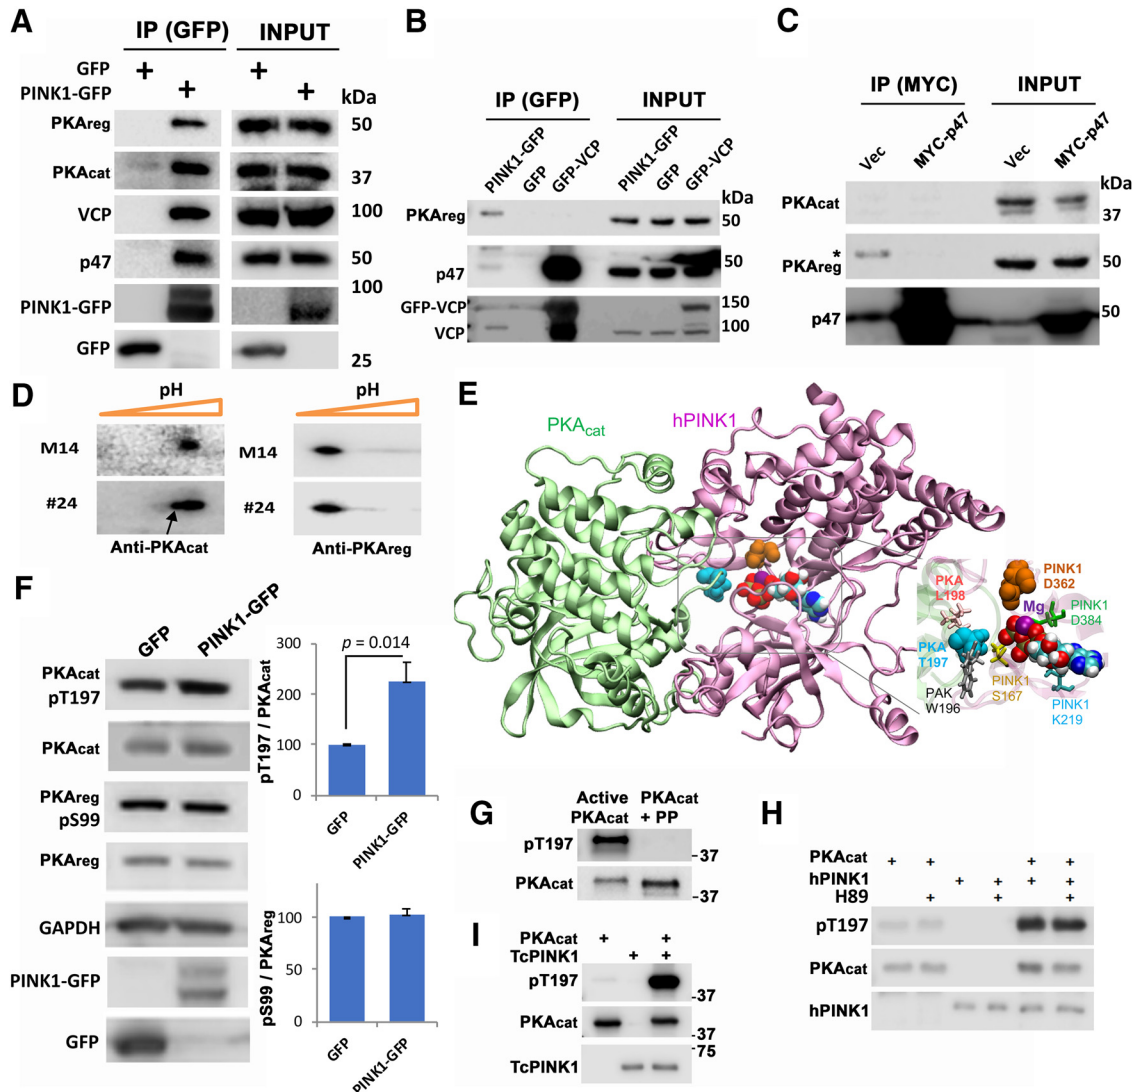 A
IP (GFP) INPUT
GFP + +
PINK1-GFP + +
kDa
PKAreg 50
PKAcat 37
VCP 100
p47 50
100
PINK1-GFP
GFP
25
B
IP (GFP) INPUT
PINK1-GFP GFP GFP-VCP PINK1-GFP GFP GFP-VCP
kDa
PKAreg 50
p47 50
GFP-VCP 150
VCP 100
C
IP (MYC) INPUT
Vec MYC-p47 Vec MYC-p47
kDa
PKAcat 37
*
PKAreg 50
p47 50
D
pH pH
M14 M14
#24 #24
Anti-PKAcat Anti-PKAreg
E
PKAcat hPINK1
PINK1
D362
PKA
L198
Mg
PINK1
D384
PKA
T197
PAK
W196
PINK1
S167
PINK1
K219
F
GFP PINK1-GFP
PKAcat
pT197
PKAcat
PKAreg
pS99
PKAreg
GAPDH
PINK1-GFP
GFP
p = 0.014
pT197 / PKAcat
300
200
100
0
GFP PINK1-GFP
pS99 / PKAreg
100
50
0
GFP PINK1-GFP
G
Active PKAcat
PKAcat + PP
pT197 -37
PKAcat -37
H
PKAcat + + + +
hPINK1 + + + +
H89 + + +
pT197
PKAcat
hPINK1
I
PKAcat + +
TcPINK1 + +
pT197 -37
PKAcat -37
-75
TcPINK1